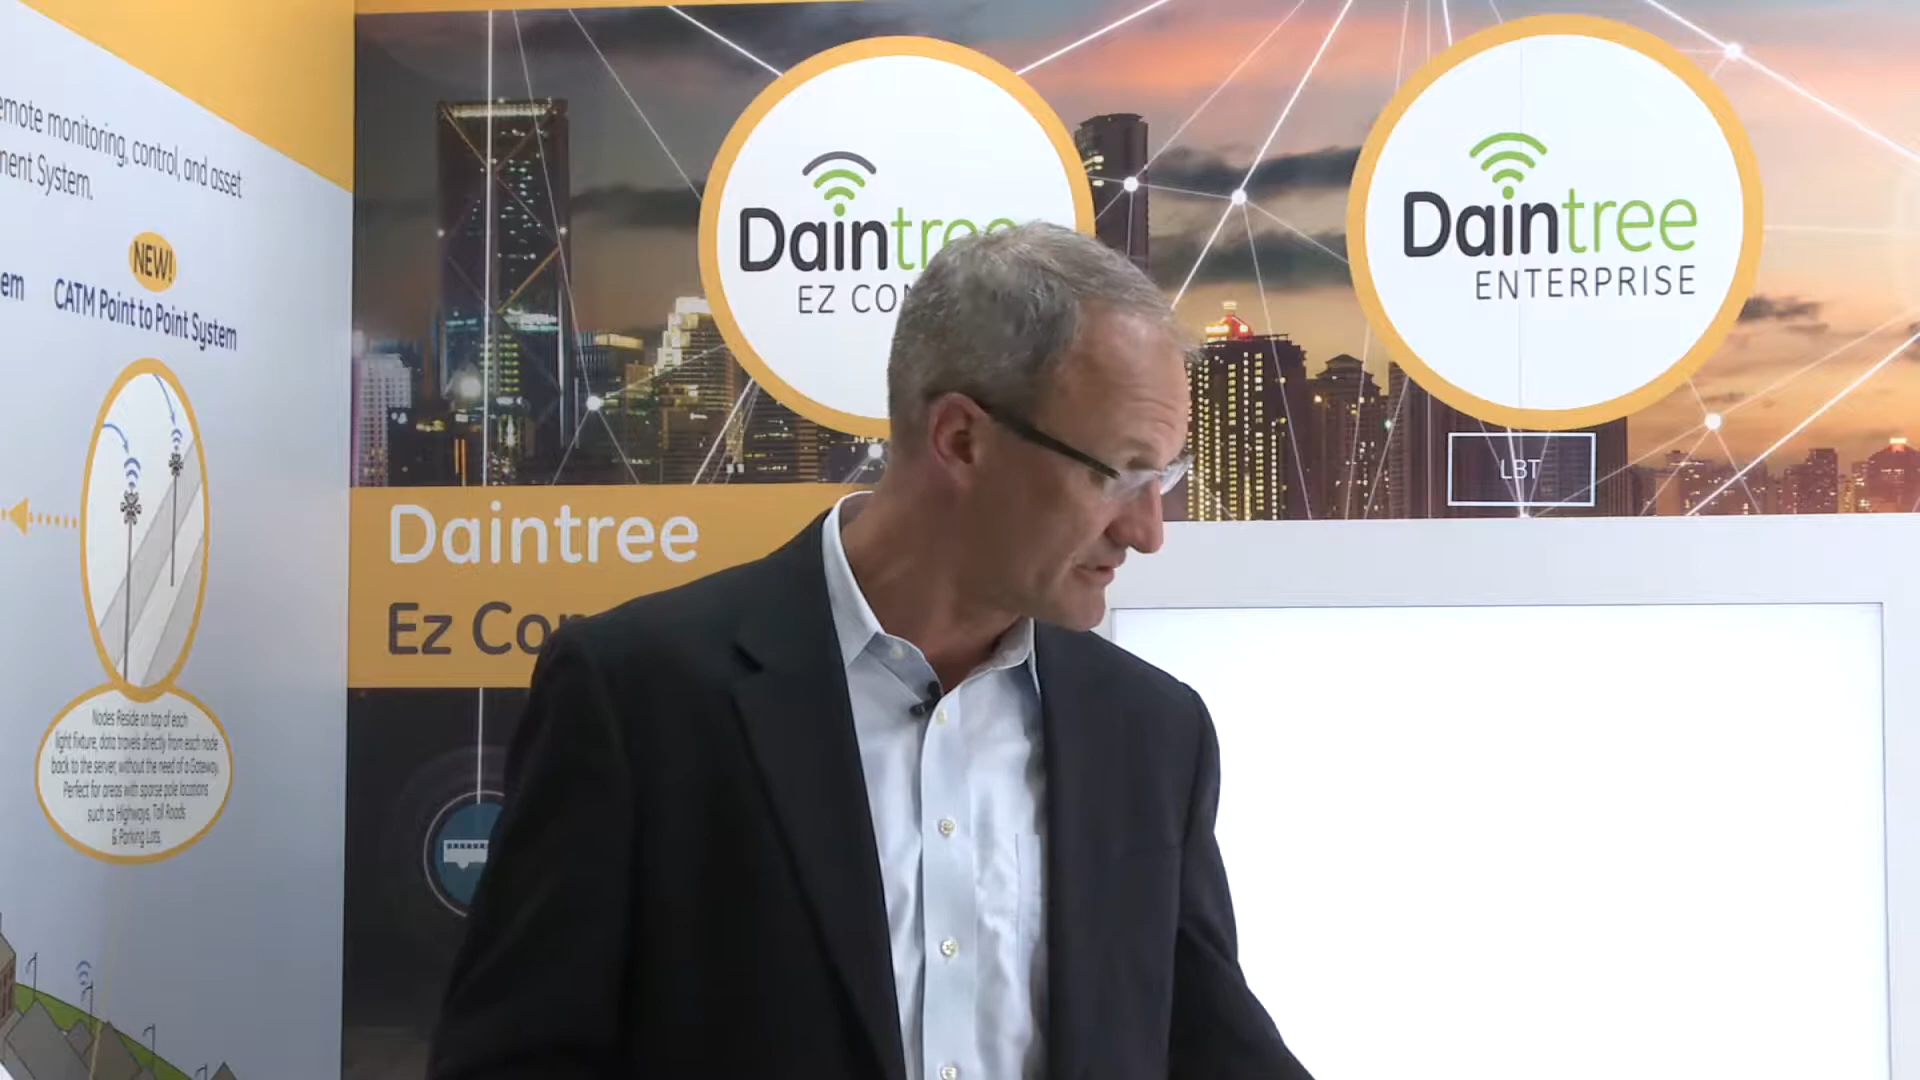 emote monitoring, control, and asset
ment System.
NEW!
em
CATM Point to Point System
Nodes Reside on top of each
light fixture, data travels directly from each node
back to the server, without the need of a Gateway.
Perfect for areas with sparse pole locations
such as Highways, Toll Roads
& Parking Lots.
Daintree
EZ CON
Daintree
ENTERPRISE
LBT
Daintree
Ez Con